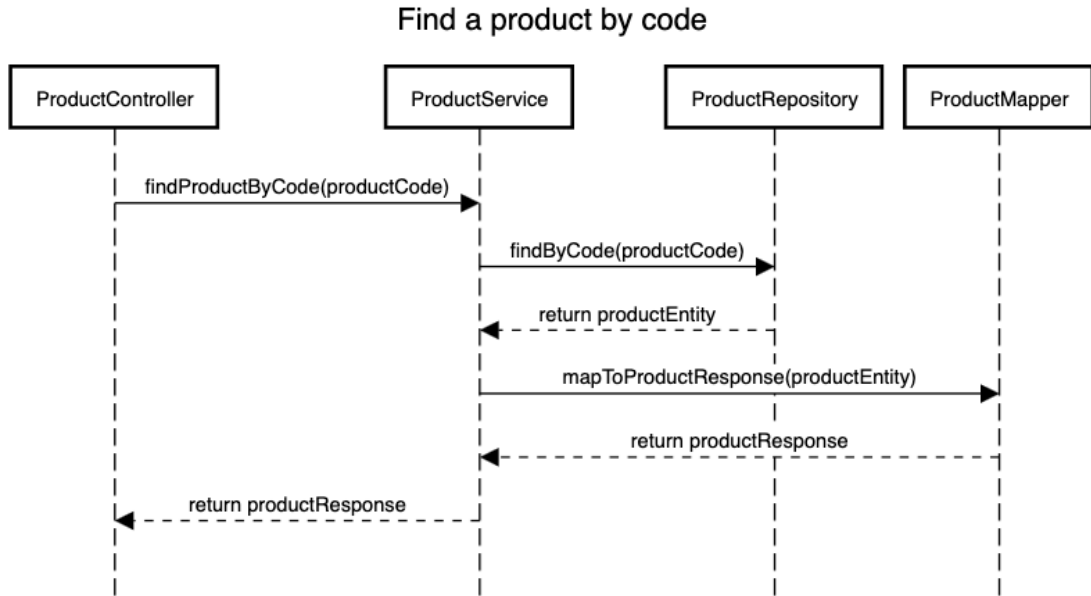 Find a product by code
ProductController
ProductService
ProductRepository
ProductMapper
findProductByCode(productCode)
findByCode(productCode)
return productEntity
mapToProductResponse(productEntity)
return productResponse
return productResponse